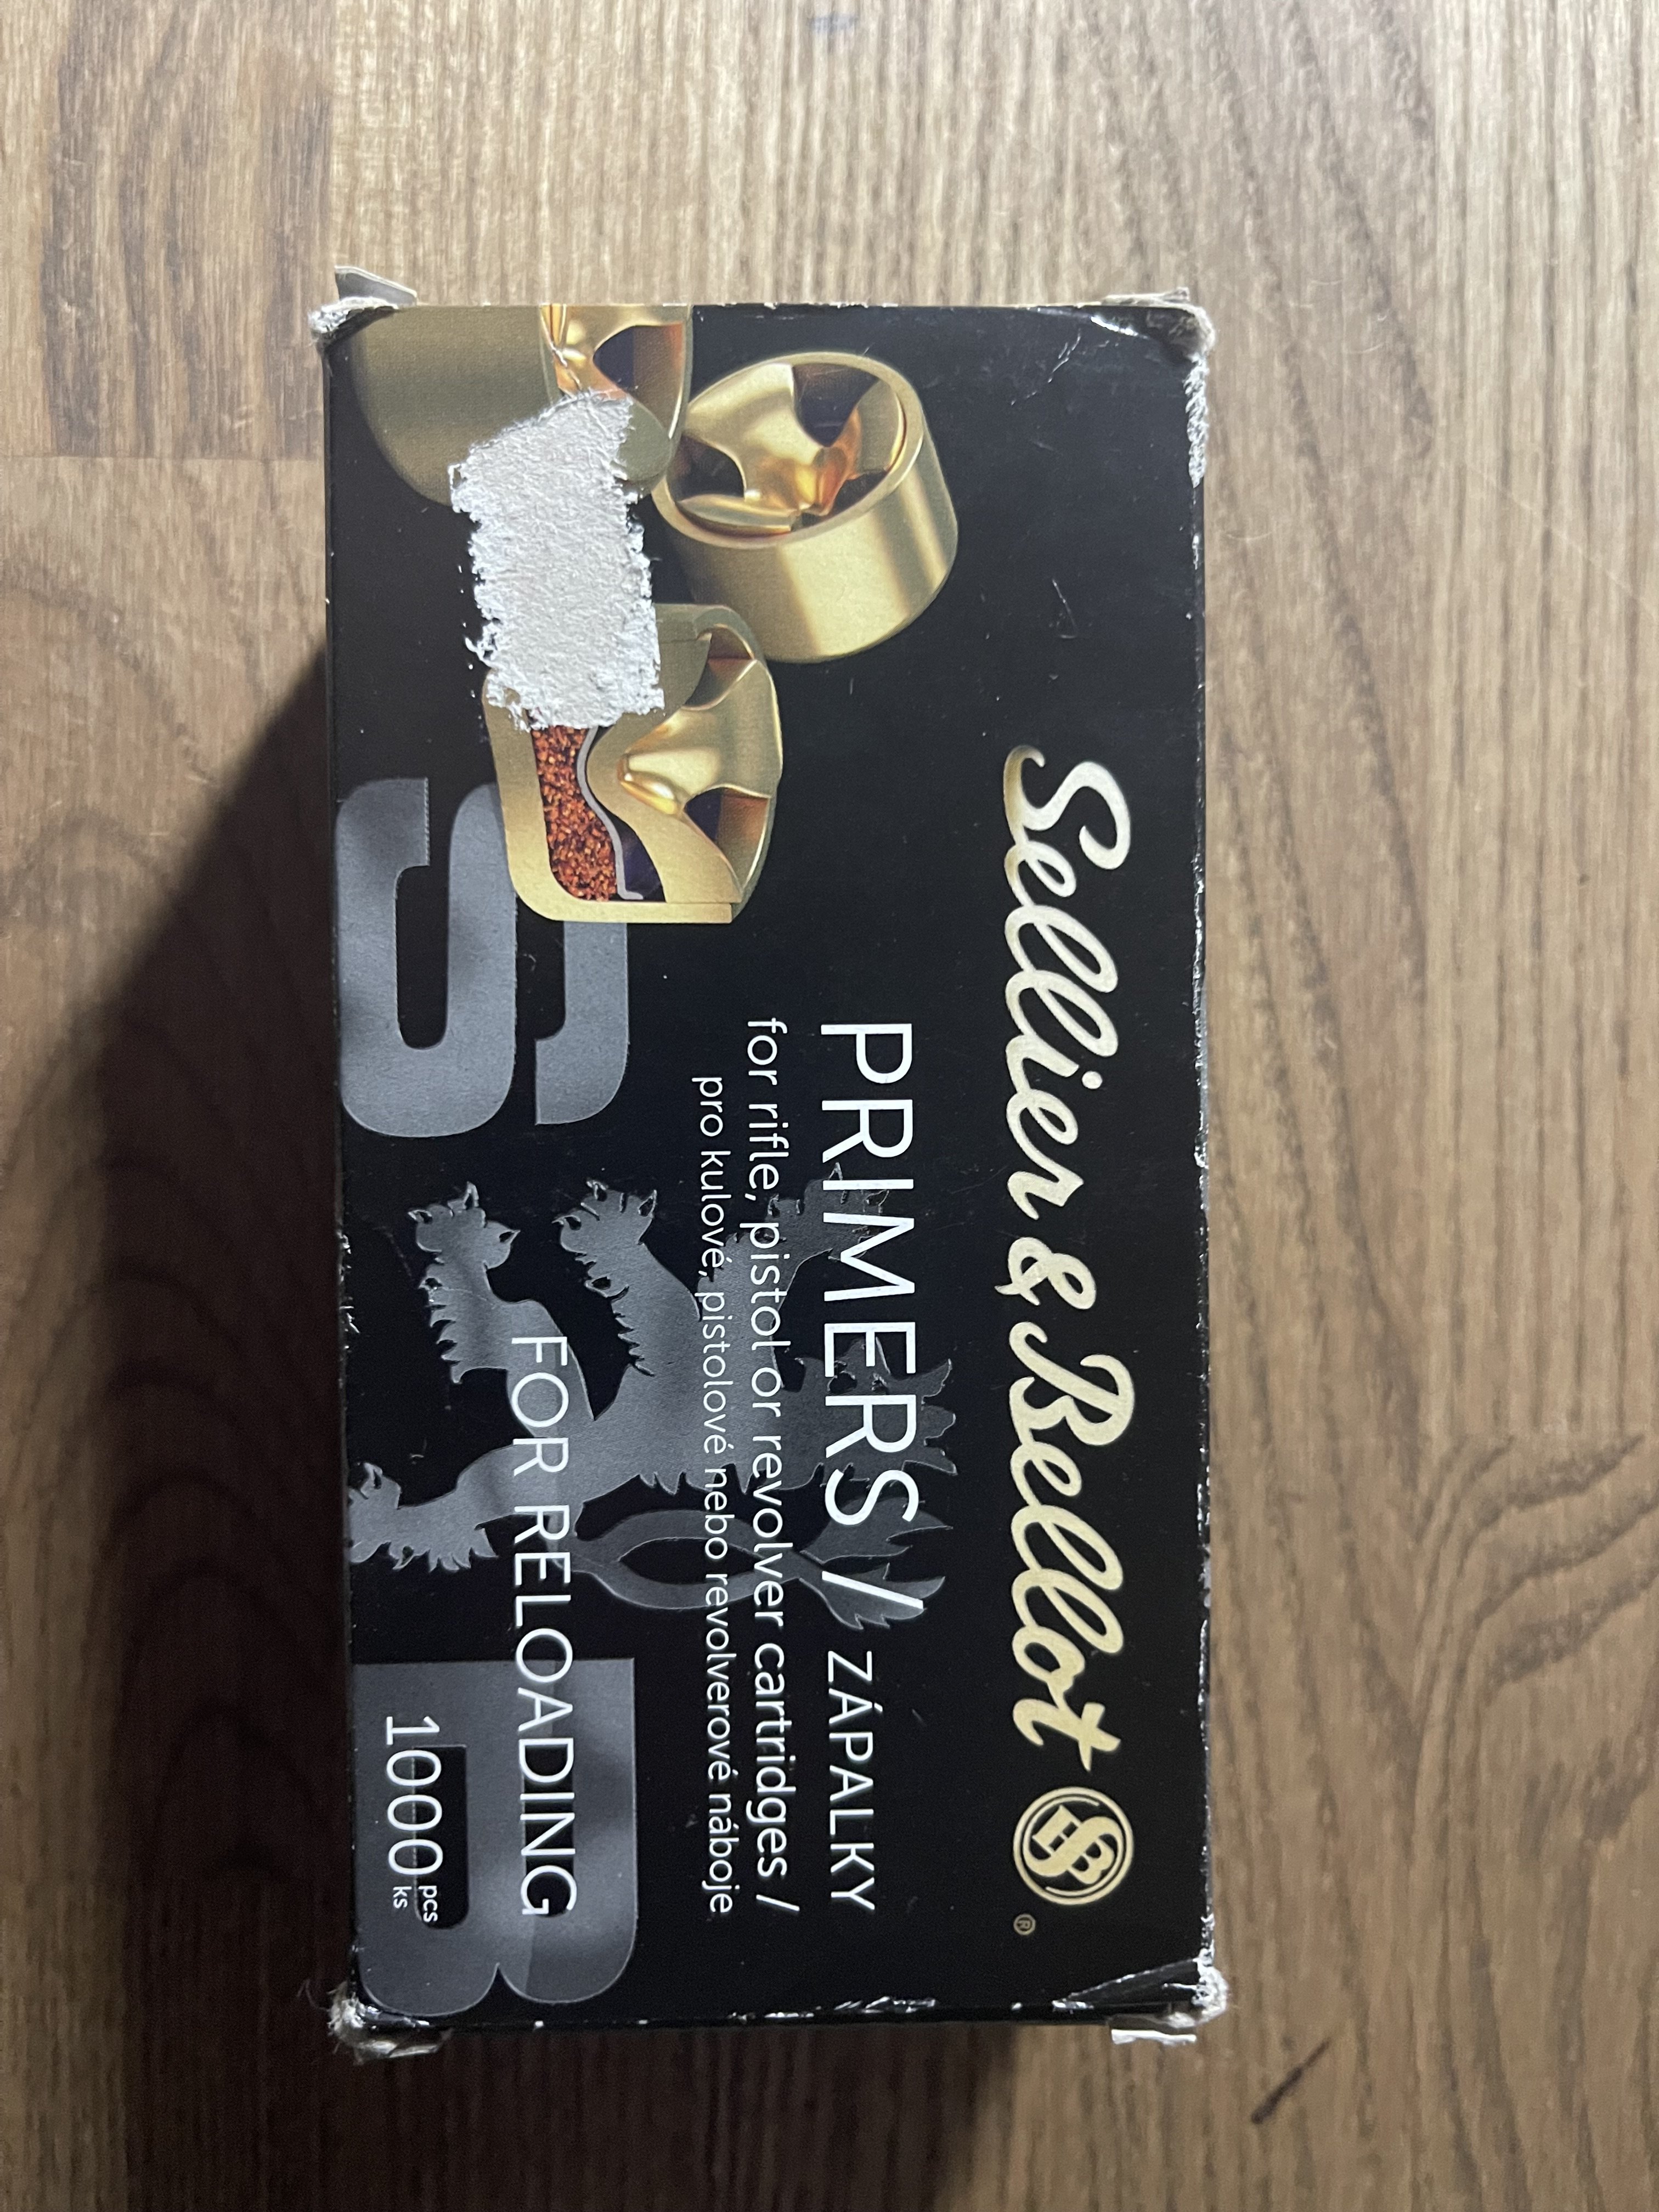 Sellier & Bellot SB ®
PRIMERS / ZÁPALKY
for rifle, pistol or revolver cartridges /
pro kulové, pistolové nebo revolverové náboje
FOR RELOADING
1000 pcs
ks
S B